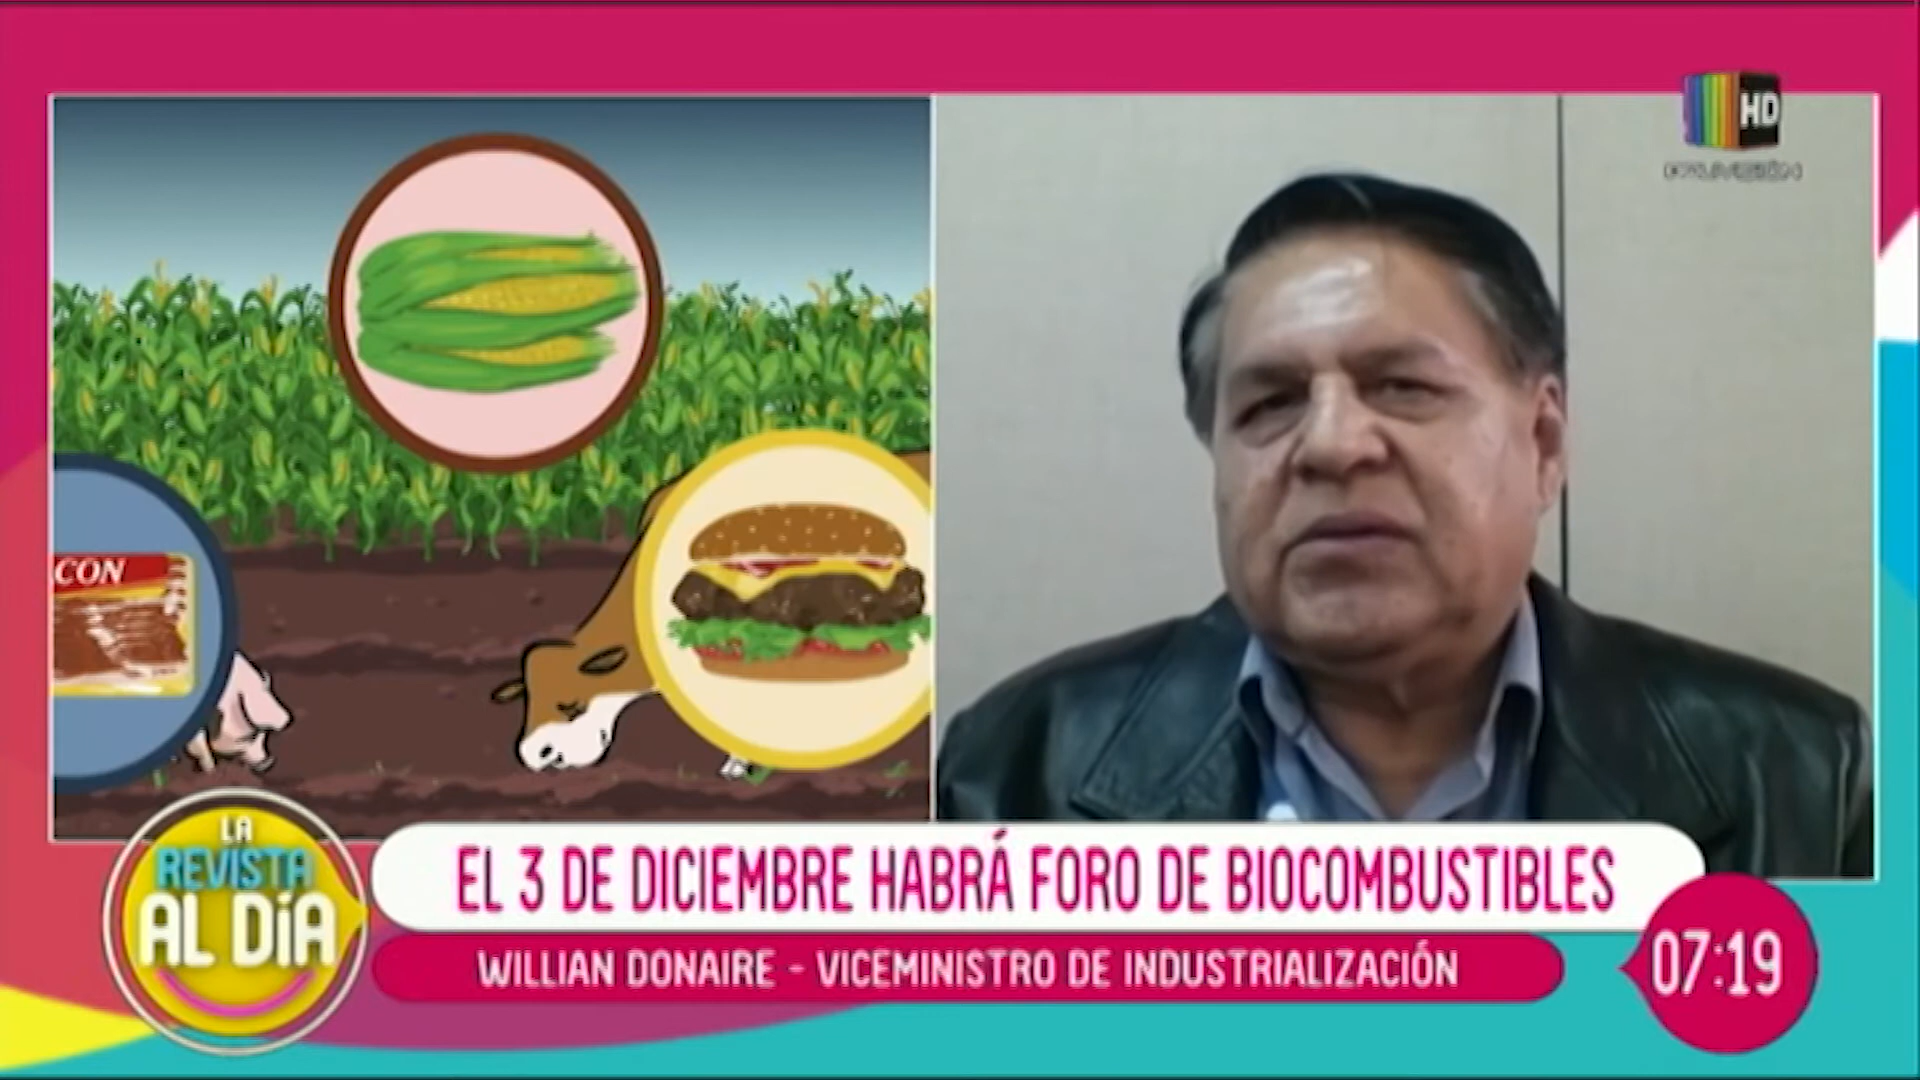 HD
CON
LA
REVISTA
AL DÍA
EL 3 DE DICIEMBRE HABRÁ FORO DE BIOCOMBUSTIBLES
WILLIAN DONAIRE - VICEMINISTRO DE INDUSTRIALIZACIÓN
07:19